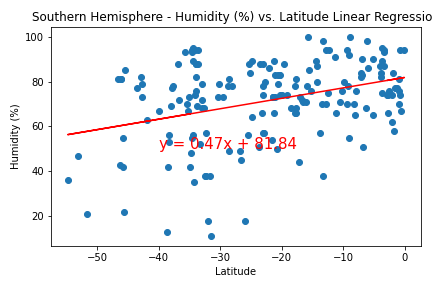 Southern Hemisphere - Humidity (%) vs. Latitude Linear Regressio
100
80
60
40
20
Humidity (%)
y = 0.47x + 81.84
−50
−40
−30
−20
−10
0
Latitude